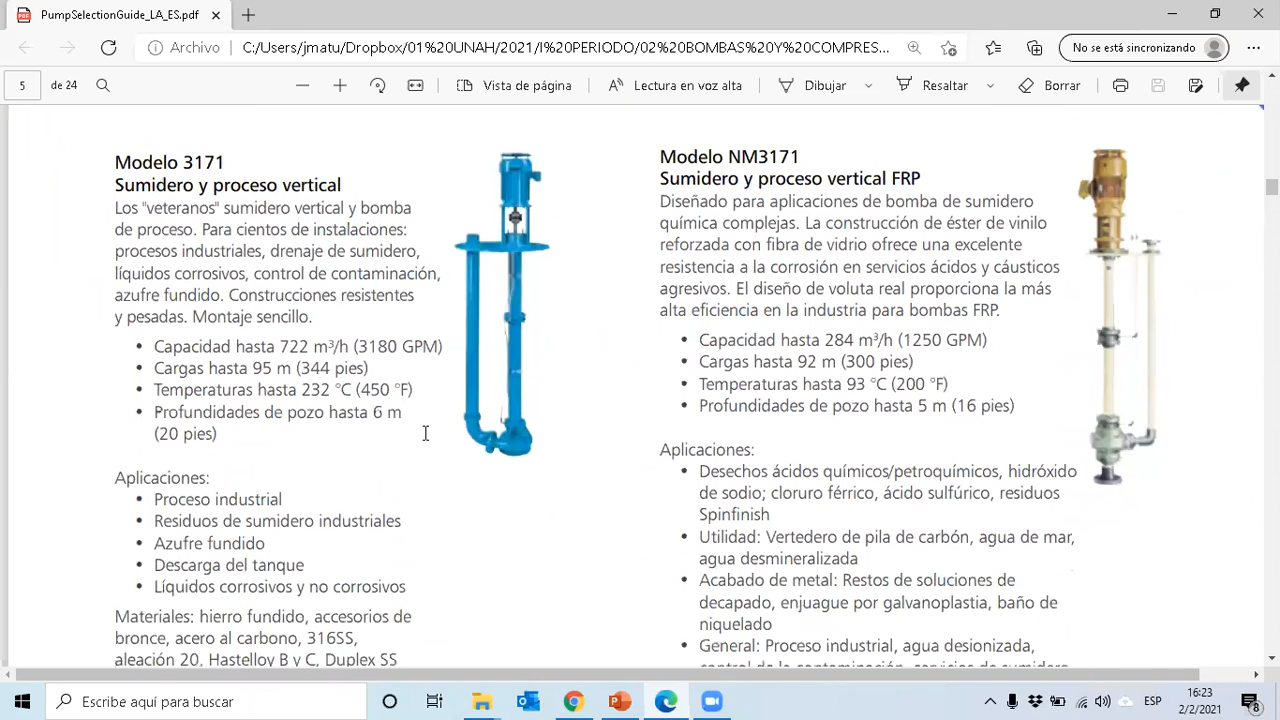 PumpSelectionGuide_LA_ES.pdf
Archivo
C:/Users/jmatu/Dropbox/01%20UNAH/2021/I%20PERIODO/02%20BOMBAS%20Y%20COMPRES...
No se está sincronizando
5
de 24
Vista de página
Lectura en voz alta
Dibujar
Resaltar
Borrar
Modelo 3171
Sumidero y proceso vertical
Los "veteranos" sumidero vertical y bomba
de proceso. Para cientos de instalaciones:
procesos industriales, drenaje de sumidero,
líquidos corrosivos, control de contaminación,
azufre fundido. Construcciones resistentes
y pesadas. Montaje sencillo.
• Capacidad hasta 722 m³/h (3180 GPM)
• Cargas hasta 95 m (344 pies)
• Temperaturas hasta 232 °C (450 °F)
• Profundidades de pozo hasta 6 m
(20 pies)
Aplicaciones:
• Proceso industrial
• Residuos de sumidero industriales
• Azufre fundido
• Descarga del tanque
• Líquidos corrosivos y no corrosivos
Materiales: hierro fundido, accesorios de
bronce, acero al carbono, 316SS,
aleación 20, Hastelloy B y C, Duplex SS
Modelo NM3171
Sumidero y proceso vertical FRP
Diseñado para aplicaciones de bomba de sumidero
química complejas. La construcción de éster de vinilo
reforzada con fibra de vidrio ofrece una excelente
resistencia a la corrosión en servicios ácidos y cáusticos
agresivos. El diseño de voluta real proporciona la más
alta eficiencia en la industria para bombas FRP.
• Capacidad hasta 284 m³/h (1250 GPM)
• Cargas hasta 92 m (300 pies)
• Temperaturas hasta 93 °C (200 °F)
• Profundidades de pozo hasta 5 m (16 pies)
Aplicaciones:
• Desechos ácidos químicos/petroquímicos, hidróxido
de sodio; cloruro férrico, ácido sulfúrico, residuos
Spinfinish
• Utilidad: Vertedero de pila de carbón, agua de mar,
agua desmineralizada
• Acabado de metal: Restos de soluciones de
decapado, enjuague por galvanoplastia, baño de
niquelado
• General: Proceso industrial, agua desionizada,
control de la contaminación, servicios de sumidero
Escribe aquí para buscar
ESP
16:23
2/2/2021
8